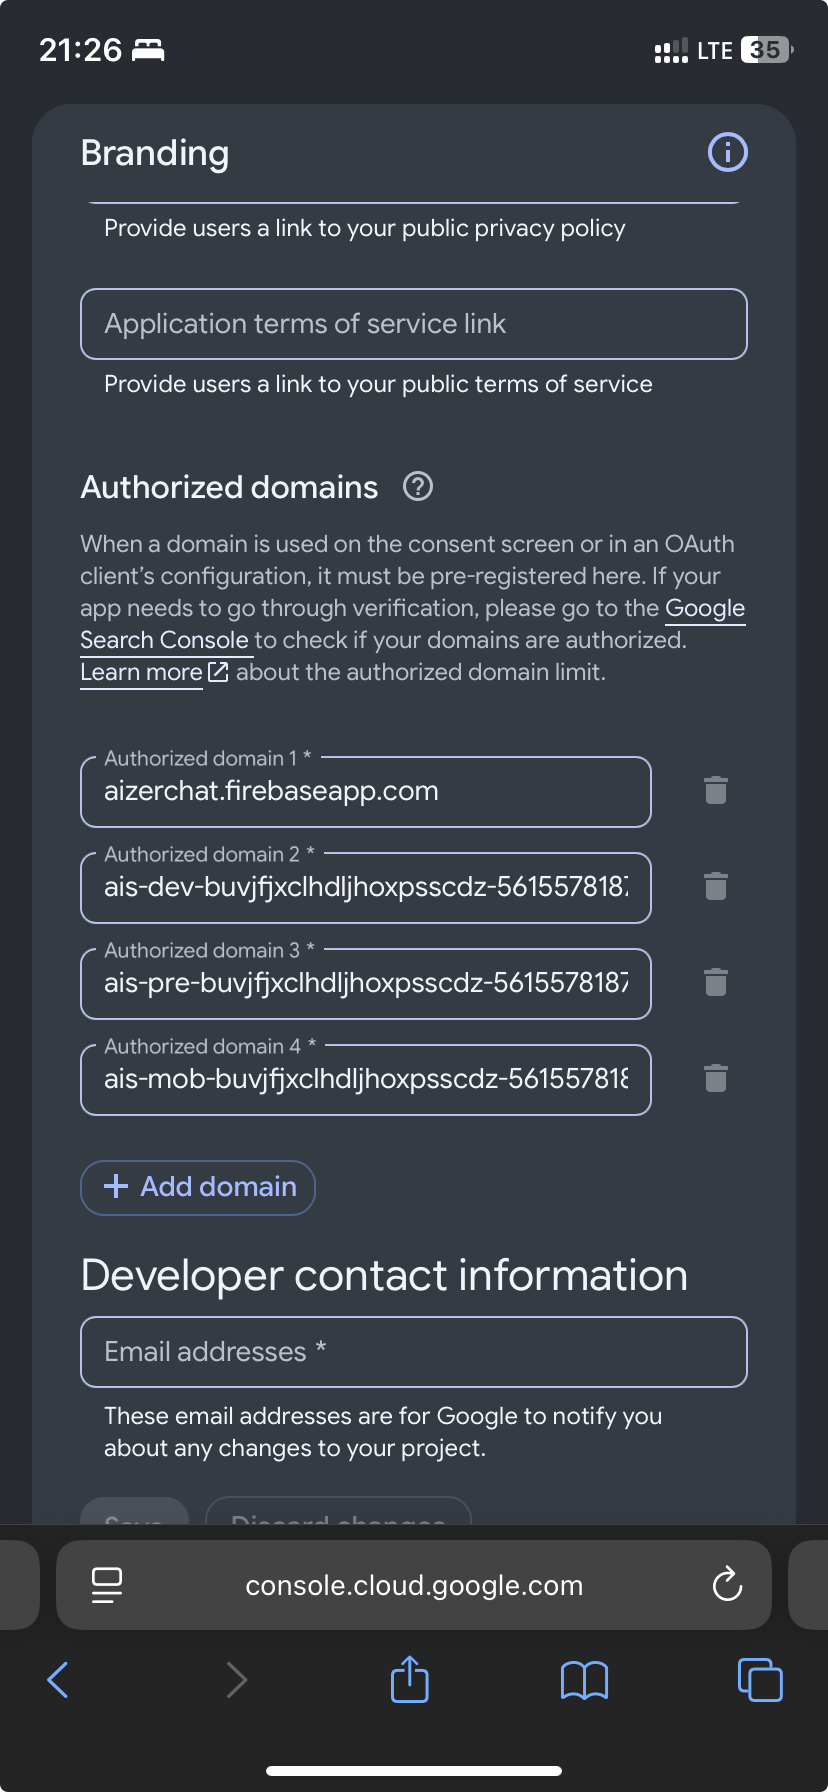 21:26
LTE 35
Branding
Provide users a link to your public privacy policy
Application terms of service link
Provide users a link to your public terms of service
Authorized domains
When a domain is used on the consent screen or in an OAuth
client’s configuration, it must be pre-registered here. If your
app needs to go through verification, please go to the Google
Search Console to check if your domains are authorized.
Learn more about the authorized domain limit.
Authorized domain 1 *
aizerchat.firebaseapp.com
Authorized domain 2 *
ais-dev-buvjfjxclhdljhoxpsscdz-5615578187
Authorized domain 3 *
ais-pre-buvjfjxclhdljhoxpsscdz-5615578187
Authorized domain 4 *
ais-mob-buvjfjxclhdljhoxpsscdz-561557818
+ Add domain
Developer contact information
Email addresses *
These email addresses are for Google to notify you
about any changes to your project.
Save
Discard changes
console.cloud.google.com